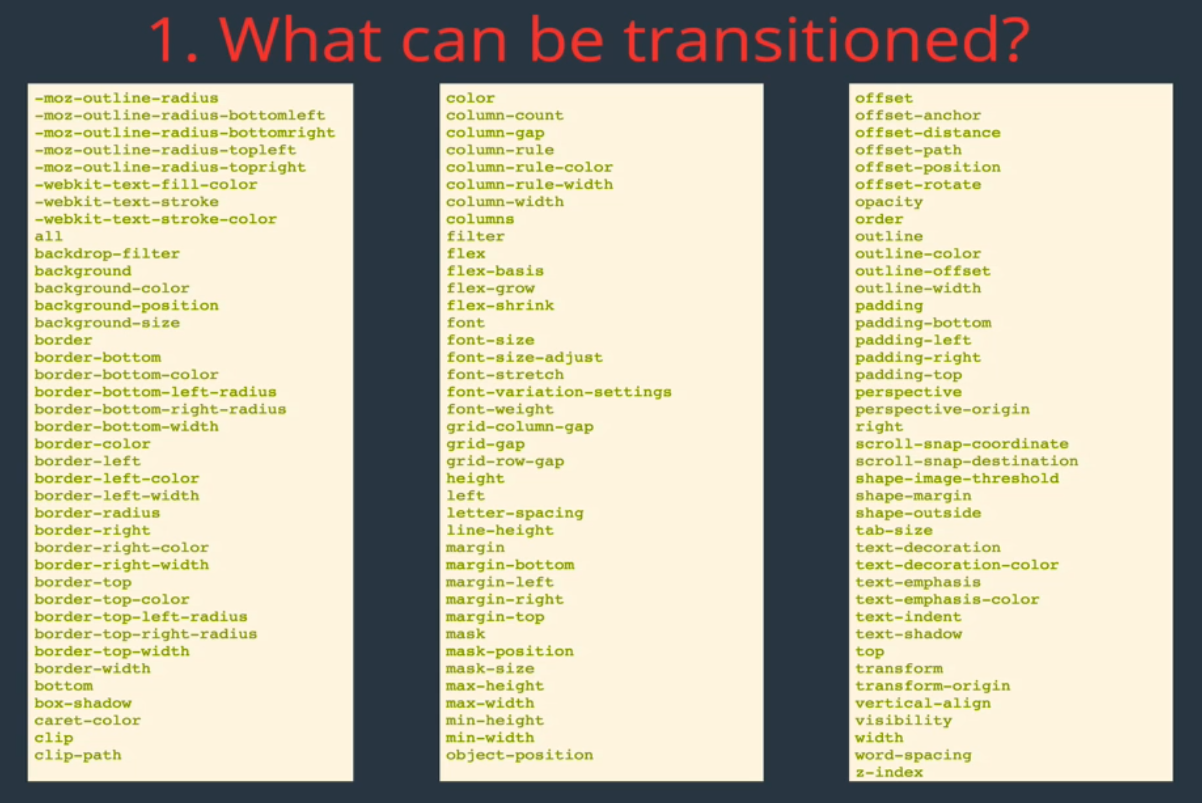 1. What can be transitioned?
-moz-outline-radius
-moz-outline-radius-bottomleft
-moz-outline-radius-bottomright
-moz-outline-radius-topleft
-moz-outline-radius-topright
-webkit-text-fill-color
-webkit-text-stroke
-webkit-text-stroke-color
all
backdrop-filter
background
background-color
background-position
background-size
border
border-bottom
border-bottom-color
border-bottom-left-radius
border-bottom-right-radius
border-bottom-width
border-color
border-left
border-left-color
border-left-width
border-radius
border-right
border-right-color
border-right-width
border-top
border-top-color
border-top-left-radius
border-top-right-radius
border-top-width
border-width
bottom
box-shadow
caret-color
clip
clip-path
color
column-count
column-gap
column-rule
column-rule-color
column-rule-width
column-width
columns
filter
flex
flex-basis
flex-grow
flex-shrink
font
font-size
font-size-adjust
font-stretch
font-variation-settings
font-weight
grid-column-gap
grid-gap
grid-row-gap
height
left
letter-spacing
line-height
margin
margin-bottom
margin-left
margin-right
margin-top
mask
mask-position
mask-size
max-height
max-width
min-height
min-width
object-position
offset
offset-anchor
offset-distance
offset-path
offset-position
offset-rotate
opacity
order
outline
outline-color
outline-offset
outline-width
padding
padding-bottom
padding-left
padding-right
padding-top
perspective
perspective-origin
right
scroll-snap-coordinate
scroll-snap-destination
shape-image-threshold
shape-margin
shape-outside
tab-size
text-decoration
text-decoration-color
text-emphasis
text-emphasis-color
text-indent
text-shadow
top
transform
transform-origin
vertical-align
visibility
width
word-spacing
z-index